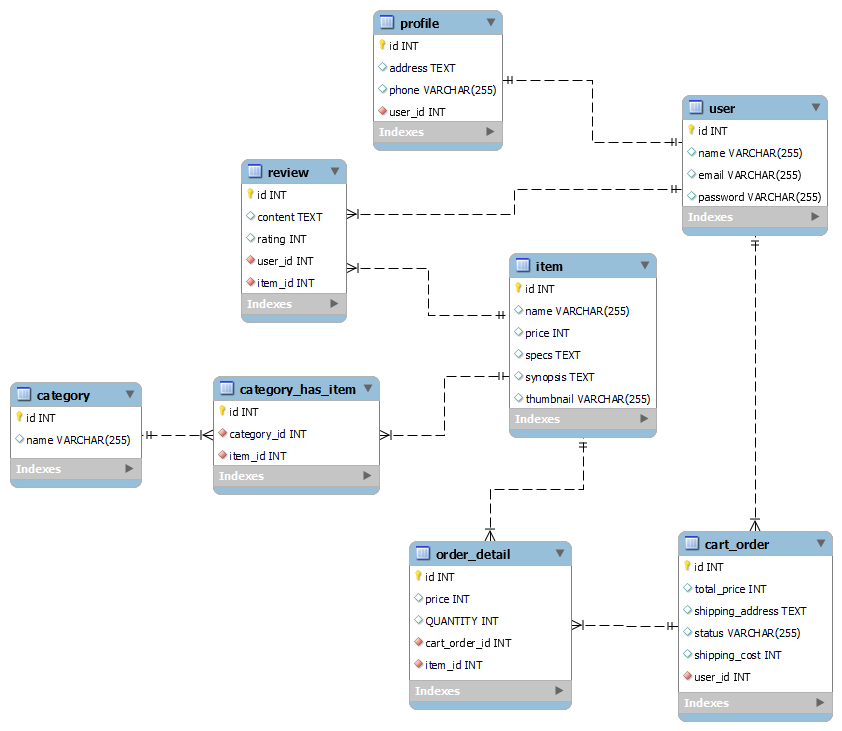 profile
id INT
address TEXT
phone VARCHAR(255)
user_id INT
Indexes
user
id INT
name VARCHAR(255)
email VARCHAR(255)
password VARCHAR(255)
Indexes
review
id INT
content TEXT
rating INT
user_id INT
item_id INT
Indexes
item
id INT
name VARCHAR(255)
price INT
specs TEXT
synopsis TEXT
thumbnail VARCHAR(255)
Indexes
category
id INT
name VARCHAR(255)
Indexes
category_has_item
id INT
category_id INT
item_id INT
Indexes
order_detail
id INT
price INT
QUANTITY INT
cart_order_id INT
item_id INT
Indexes
cart_order
id INT
total_price INT
shipping_address TEXT
status VARCHAR(255)
shipping_cost INT
user_id INT
Indexes